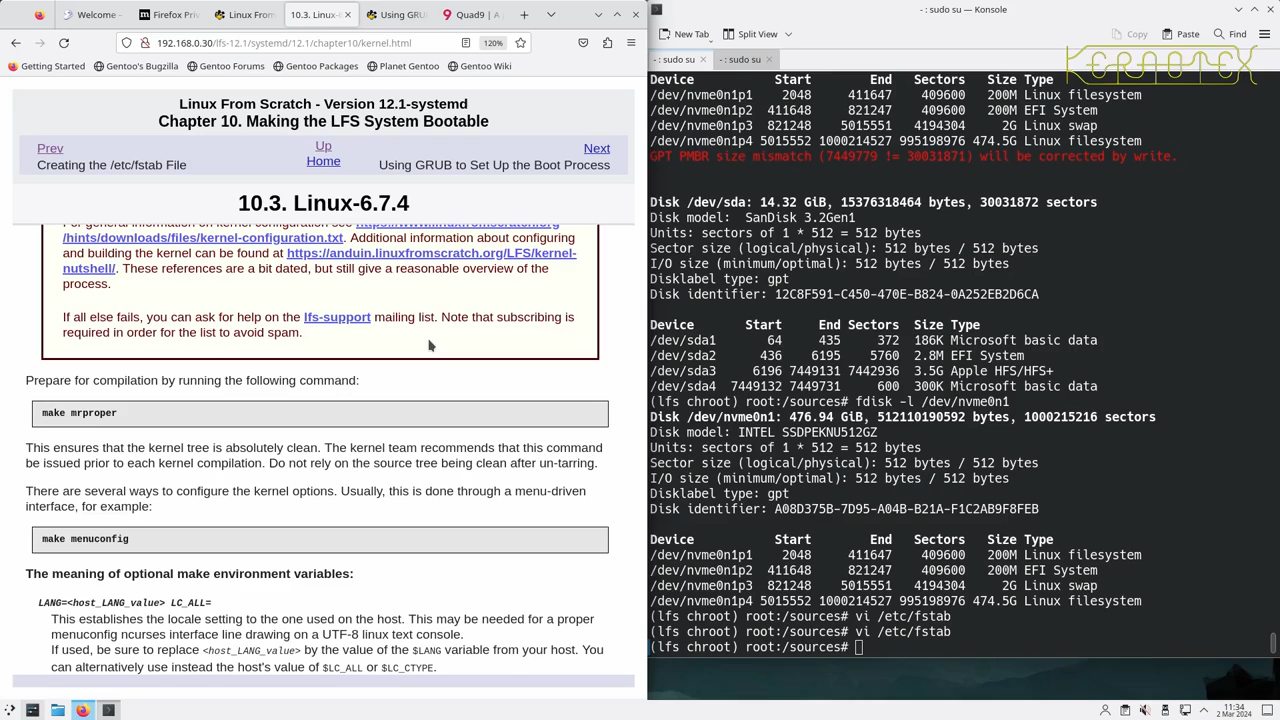 Welcome -
Firefox Priv
Linux From
10.3. Linux-6
Using GRU
Quad9 | A
192.168.0.30/lfs-12.1/systemd/12.1/chapter10/kernel.html
120%
Getting Started
Gentoo's Bugzilla
Gentoo Forums
Gentoo Packages
Planet Gentoo
Gentoo Wiki
Linux From Scratch - Version 12.1-systemd
Chapter 10. Making the LFS System Bootable
Prev
Up
Next
Creating the /etc/fstab File
Home
Using GRUB to Set Up the Boot Process
10.3. Linux-6.7.4
For general information on kernel configuration see https://www.linuxfromscratch.org
/hints/downloads/files/kernel-configuration.txt. Additional information about configuring
and building the kernel can be found at https://anduin.linuxfromscratch.org/LFS/kernel-
nutshell/. These references are a bit dated, but still give a reasonable overview of the
process.
If all else fails, you can ask for help on the lfs-support mailing list. Note that subscribing is
required in order for the list to avoid spam.
Prepare for compilation by running the following command:
make mrproper
This ensures that the kernel tree is absolutely clean. The kernel team recommends that this command
be issued prior to each kernel compilation. Do not rely on the source tree being clean after un-tarring.
There are several ways to configure the kernel options. Usually, this is done through a menu-driven
interface, for example:
make menuconfig
The meaning of optional make environment variables:
LANG=<host_LANG_value> LC_ALL=
This establishes the locale setting to the one used on the host. This may be needed for a proper
menuconfig ncurses interface line drawing on a UTF-8 linux text console.
If used, be sure to replace <host_LANG_value> by the value of the $LANG variable from your host. You
can alternatively use instead the host's value of $LC_ALL or $LC_CTYPE.
- : sudo su — Konsole
New Tab
Split View
Copy
Paste
Find
- : sudo su
- : sudo su
KERNOTEX
Device Start End Sectors Size Type
/dev/nvme0n1p1 2048 411647 409600 200M Linux filesystem
/dev/nvme0n1p2 411648 821247 409600 200M EFI System
/dev/nvme0n1p3 821248 5015551 4194304 2G Linux swap
/dev/nvme0n1p4 5015552 1000214527 995198976 474.5G Linux filesystem
GPT PMBR size mismatch (7449779 != 30031871) will be corrected by write.
Disk /dev/sda: 14.32 GiB, 15376318464 bytes, 30031872 sectors
Disk model:  SanDisk 3.2Gen1
Units: sectors of 1 * 512 = 512 bytes
Sector size (logical/physical): 512 bytes / 512 bytes
I/O size (minimum/optimal): 512 bytes / 512 bytes
Disklabel type: gpt
Disk identifier: 12C8F591-C450-470E-B824-0A252EB2D6CA
Device Start End Sectors Size Type
/dev/sda1 64 435 372 186K Microsoft basic data
/dev/sda2 436 6195 5760 2.8M EFI System
/dev/sda3 6196 7449131 7442936 3.5G Apple HFS/HFS+
/dev/sda4 7449132 7449731 600 300K Microsoft basic data
(lfs chroot) root:/sources# fdisk -l /dev/nvme0n1
Disk /dev/nvme0n1: 476.94 GiB, 512110190592 bytes, 1000215216 sectors
Disk model: INTEL SSDPEKNU512GZ
Units: sectors of 1 * 512 = 512 bytes
Sector size (logical/physical): 512 bytes / 512 bytes
I/O size (minimum/optimal): 512 bytes / 512 bytes
Disklabel type: gpt
Disk identifier: A08D375B-7D95-A04B-B21A-F1C2AB9F8FEB
Device Start End Sectors Size Type
/dev/nvme0n1p1 2048 411647 409600 200M Linux filesystem
/dev/nvme0n1p2 411648 821247 409600 200M EFI System
/dev/nvme0n1p3 821248 5015551 4194304 2G Linux swap
/dev/nvme0n1p4 5015552 1000214527 995198976 474.5G Linux filesystem
(lfs chroot) root:/sources# vi /etc/fstab
(lfs chroot) root:/sources# vi /etc/fstab
(lfs chroot) root:/sources#
11:34
2 Mar 2024